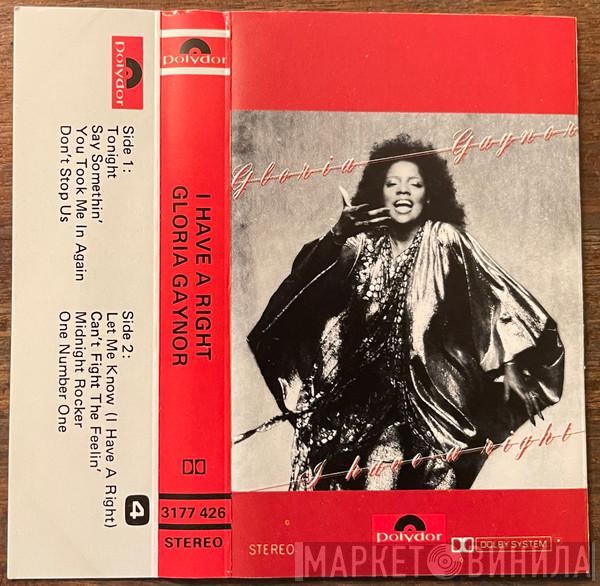 Polydor
Side 1:
Tonight
Say Somethin'
You Took Me In Again
Don't Stop Us
Side 2:
Let Me Know (I Have A Right)
Can't Fight The Feelin'
Midnight Rocker
One Number One
4
Polydor
I HAVE A RIGHT
GLORIA GAYNOR
3177 426
STEREO
Gloria Gaynor
I have a right
STEREO
Polydor
DOLBY SYSTEM
МАРКЕТ ВИНИЛА